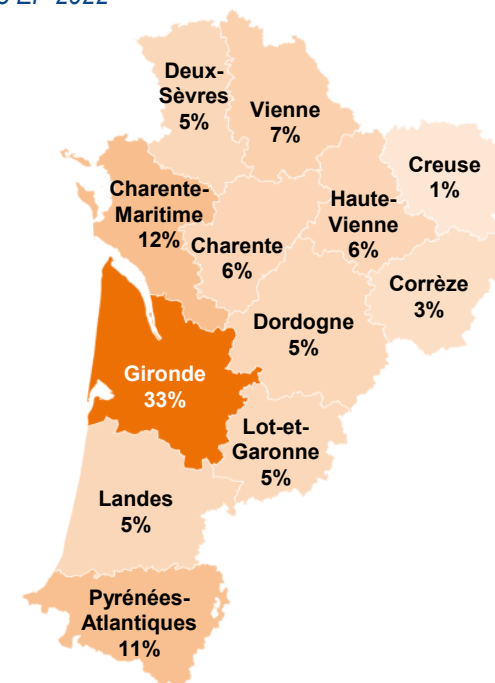 Deux-
Sèvres
5%
Vienne
7%
Creuse
1%
Charente-
Maritime
12%
Charente
6%
Haute-
Vienne
6%
Corrèze
3%
Dordogne
5%
Gironde
33%
Lot-et-
Garonne
5%
Landes
5%
Pyrénées-
Atlantiques
11%